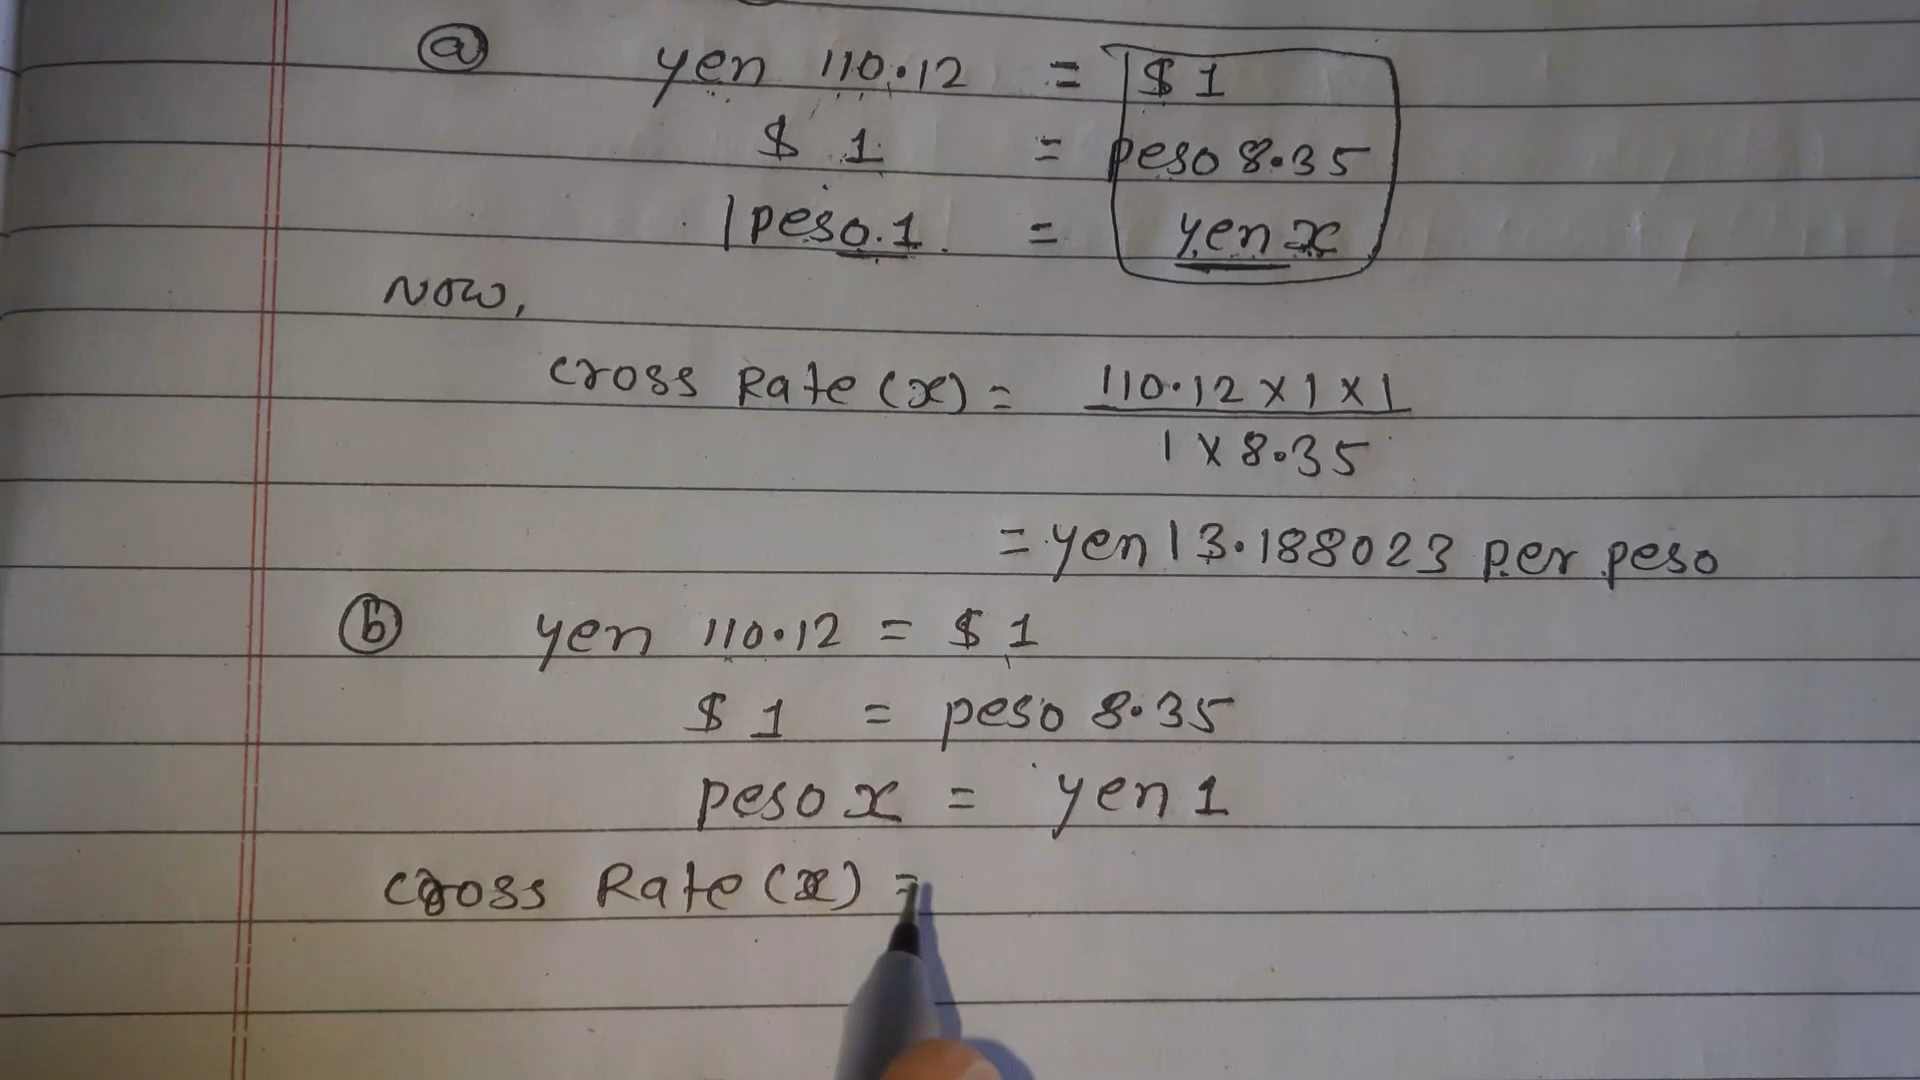 (a) yen 110.12 = $ 1
$ 1 = peso 8.35
peso 1 = yen x
Now,
cross Rate (x) = 110.12 x 1 x 1
1 x 8.35
= yen 13.188023 per peso
(b) yen 110.12 = $ 1
$ 1 = peso 8.35
peso x = yen 1
cross Rate (x) =